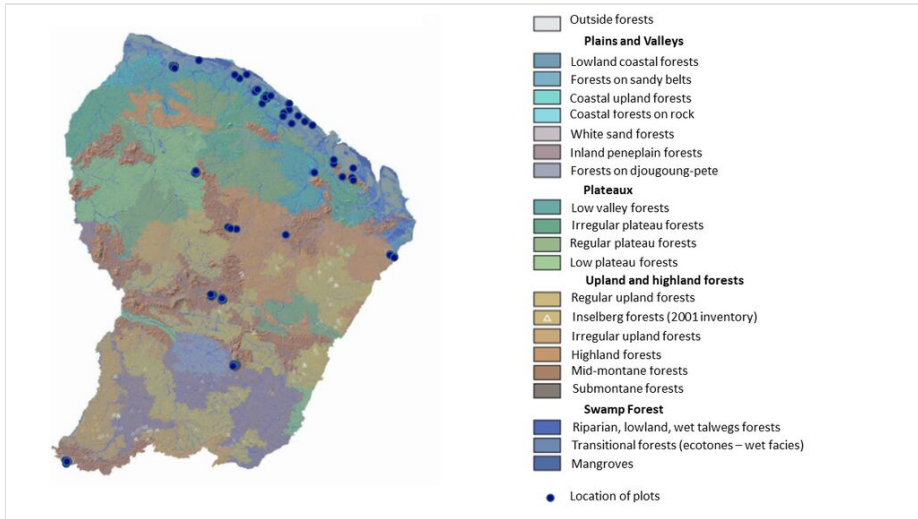 Outside forests
Plains and Valleys
Lowland coastal forests
Forests on sandy belts
Coastal upland forests
Coastal forests on rock
White sand forests
Inland peneplain forests
Forests on djougoung-pete
Plateaux
Low valley forests
Irregular plateau forests
Regular plateau forests
Low plateau forests
Upland and highland forests
Regular upland forests
Inselberg forests (2001 inventory)
Irregular upland forests
Highland forests
Mid-montane forests
Submontane forests
Swamp Forest
Riparian, lowland, wet talwegs forests
Transitional forests (ecotones – wet facies)
Mangroves
Location of plots